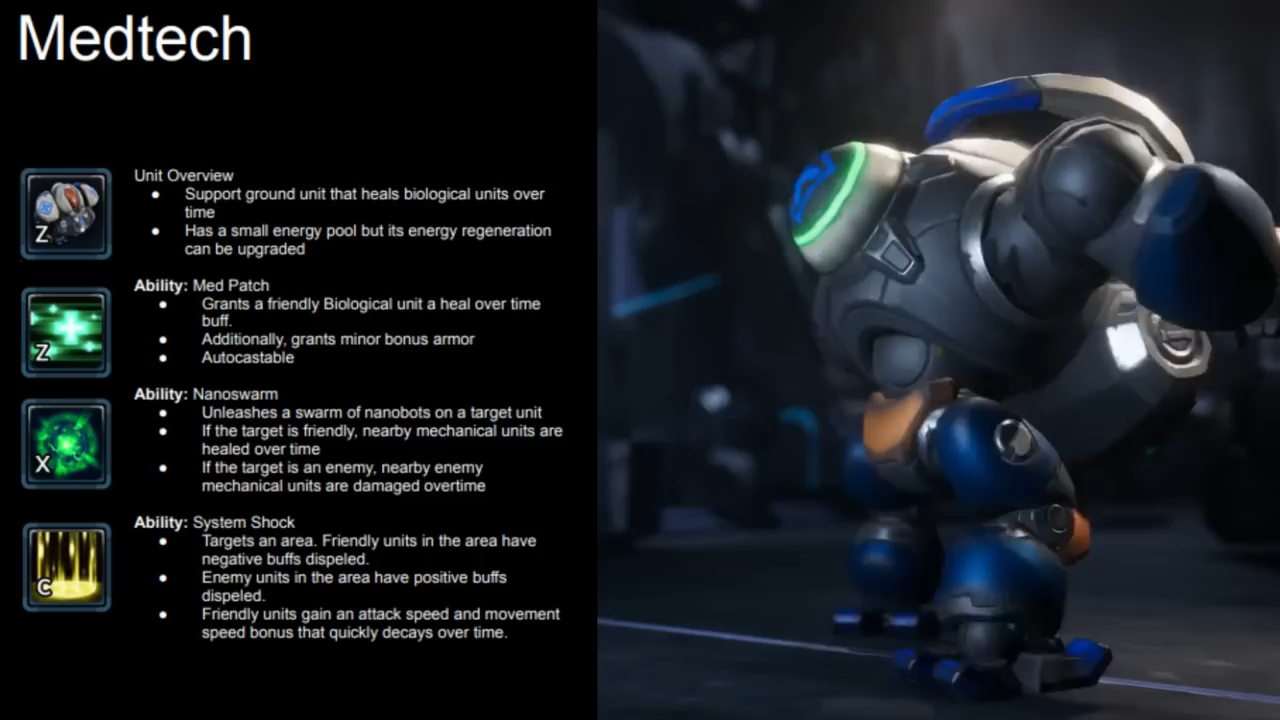 Medtech
Unit Overview
● Support ground unit that heals biological units over
time
● Has a small energy pool but its energy regeneration
can be upgraded
Z
Ability: Med Patch
● Grants a friendly Biological unit a heal over time
buff.
● Additionally, grants minor bonus armor
● Autocastable
Z
Ability: Nanoswarm
● Unleashes a swarm of nanobots on a target unit
● If the target is friendly, nearby mechanical units are
healed over time
● If the target is an enemy, nearby enemy
mechanical units are damaged overtime
X
Ability: System Shock
● Targets an area. Friendly units in the area have
negative buffs dispeled.
● Enemy units in the area have positive buffs
dispeled.
● Friendly units gain an attack speed and movement
speed bonus that quickly decays over time.
C